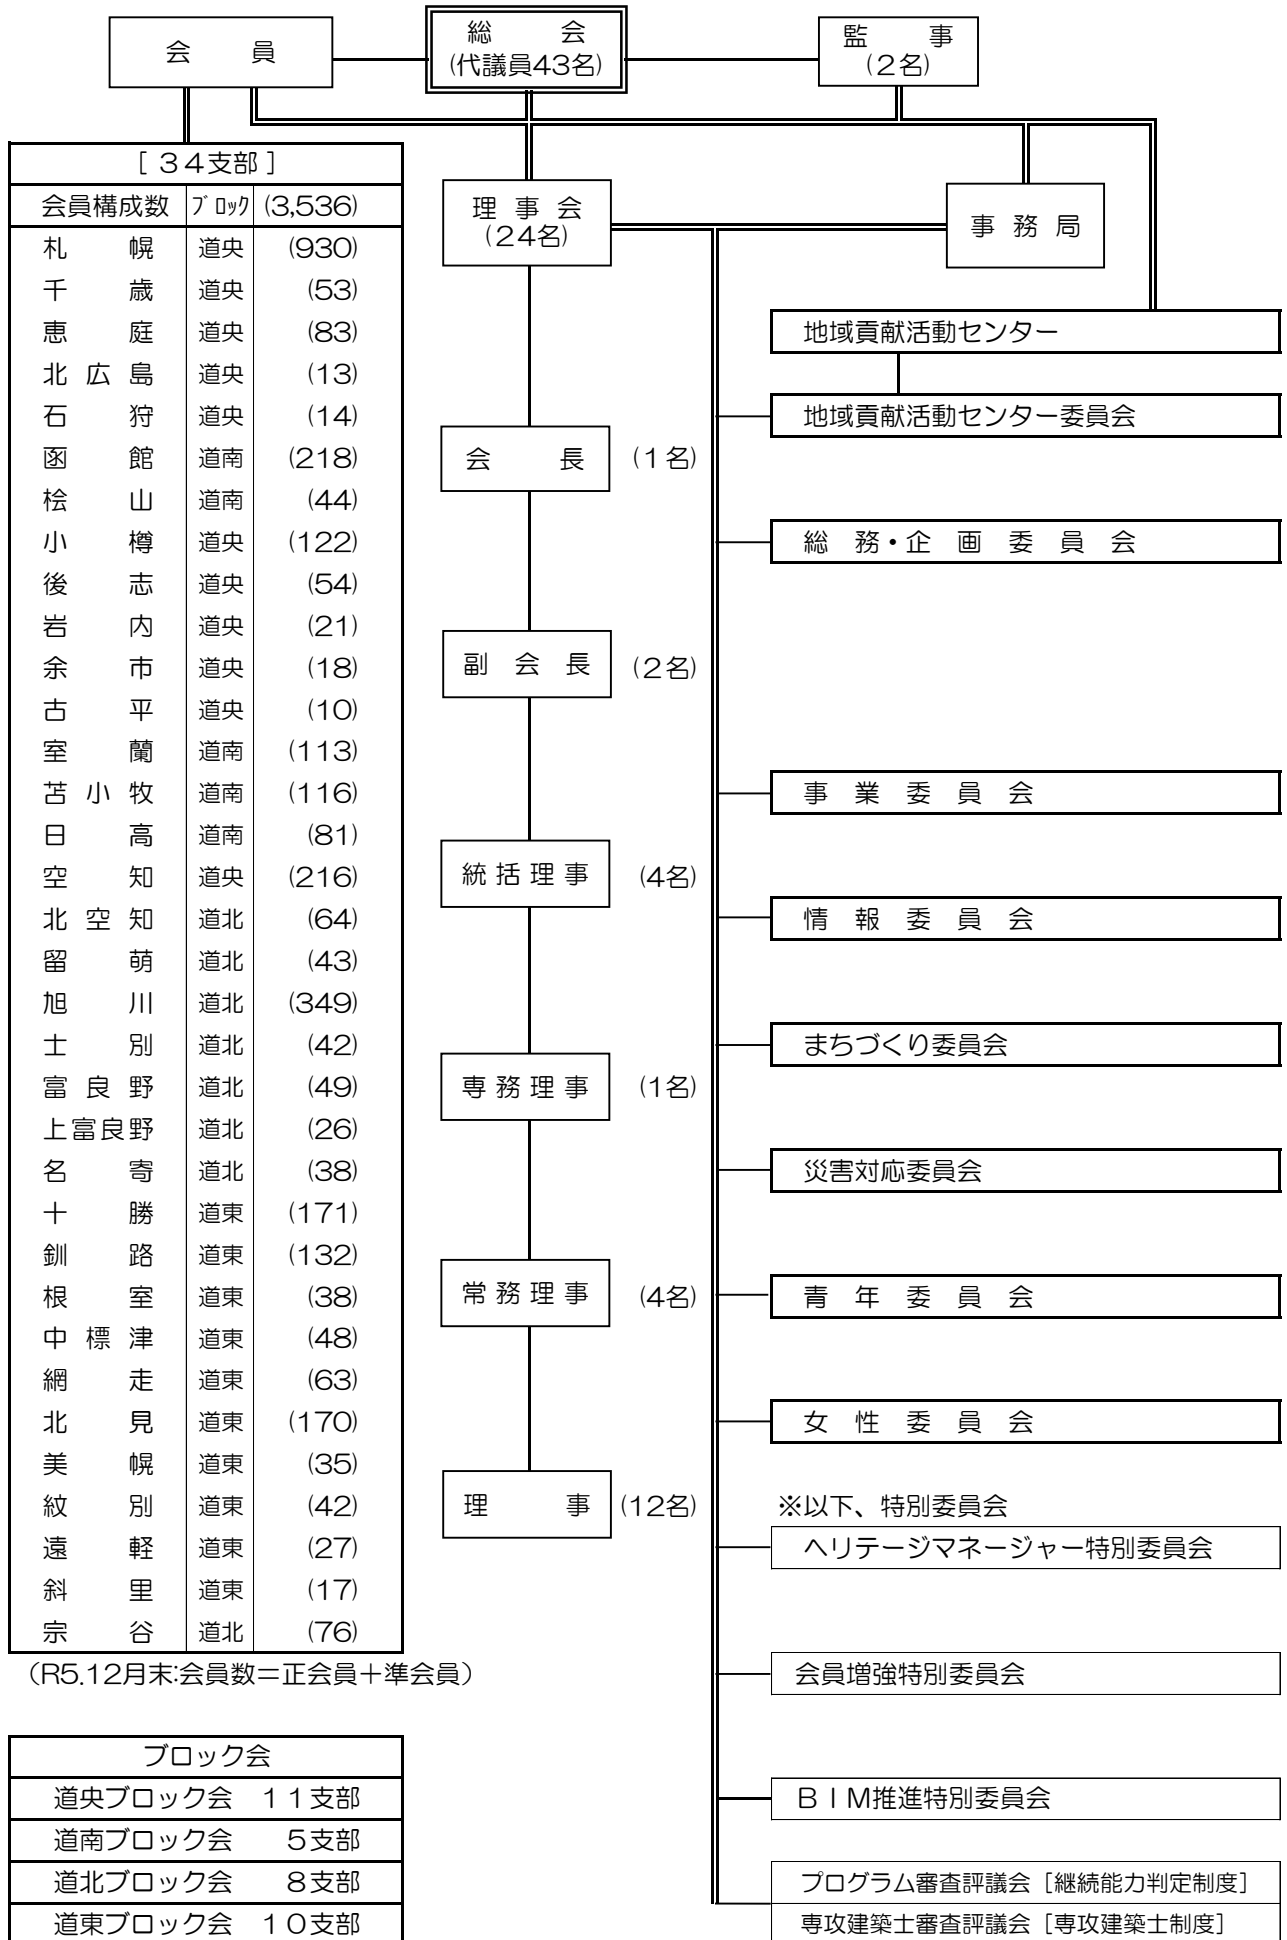 会員
総会
(代議員43名)
監事
(2名)
[ 34支部 ]
会員構成数 ブロック (3,536)
札幌 道央 (930)
千歳 道央 (53)
恵庭 道央 (83)
北広島 道央 (13)
石狩 道央 (14)
函館 道南 (218)
桧山 道南 (44)
小樽 道央 (122)
後志 道央 (54)
岩内 道央 (21)
余市 道央 (18)
古平 道央 (10)
室蘭 道南 (113)
苫小牧 道南 (116)
日高 道南 (81)
空知 道央 (216)
北空知 道北 (64)
留萌 道北 (43)
旭川 道北 (349)
士別 道北 (42)
富良野 道北 (49)
上富良野 道北 (26)
名寄 道北 (38)
十勝 道東 (171)
釧路 道東 (132)
根室 道東 (38)
中標津 道東 (48)
網走 道東 (63)
北見 道東 (170)
美幌 道東 (35)
紋別 道東 (42)
遠軽 道東 (27)
斜里 道東 (17)
宗谷 道北 (76)
（R5.12月末:会員数＝正会員＋準会員）
ブロック会
道央ブロック会 11支部
道南ブロック会 5支部
道北ブロック会 8支部
道東ブロック会 10支部
理事会
(24名)
事務局
会長 (1名)
副会長 (2名)
統括理事 (4名)
専務理事 (1名)
常務理事 (4名)
理事 (12名)
地域貢献活動センター
地域貢献活動センター委員会
総務・企画委員会
事業委員会
情報委員会
まちづくり委員会
災害対応委員会
青年委員会
女性委員会
※以下、特別委員会
ヘリテージマネージャー特別委員会
会員増強特別委員会
BIM推進特別委員会
プログラム審査評議会［継続能力判定制度］
専攻建築士審査評議会［専攻建築士制度］